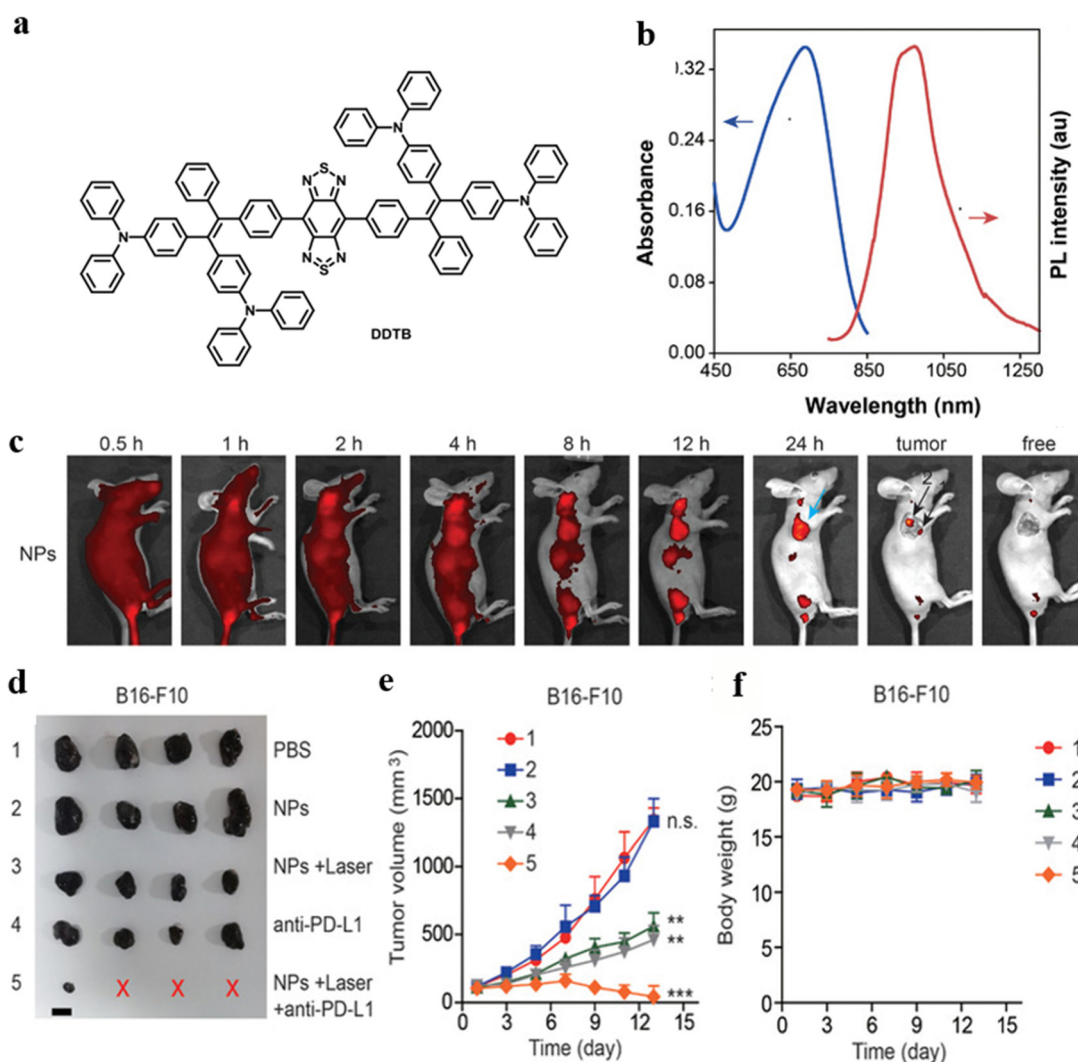 a
N
S
N
N
N
N
N
S
N
N
N
DDTB
b
Absorbance
0.32
0.24
0.16
0.08
0.00
450 650 850 1050 1250
Wavelength (nm)
PL intensity (au)
c
0.5 h 1 h 2 h 4 h 8 h 12 h 24 h tumor free
NPs
2 1
d
B16-F10
1 PBS
2 NPs
3 NPs +Laser
4 anti-PD-L1
5 X X X NPs +Laser
+anti-PD-L1
e
B16-F10
Tumor volume (mm³)
2000
1500
1000
500
0
0 3 6 9 12 15
Time (day)
1
2
3
4
5
n.s.
**
**
***
f
B16-F10
Body weight (g)
25
20
15
10
5
0
0 3 6 9 12 15
Time (day)
1
2
3
4
5